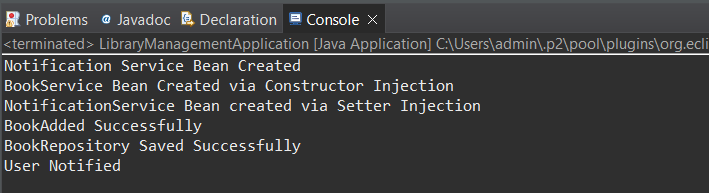 Problems Javadoc Declaration Console
<terminated> LibraryManagementApplication [Java Application] C:\Users\admin\.p2\pool\plugins\org.ecli
Notification Service Bean Created
BookService Bean Created via Constructor Injection
NotificationService Bean created via Setter Injection
BookAdded Successfully
BookRepository Saved Successfully
User Notified